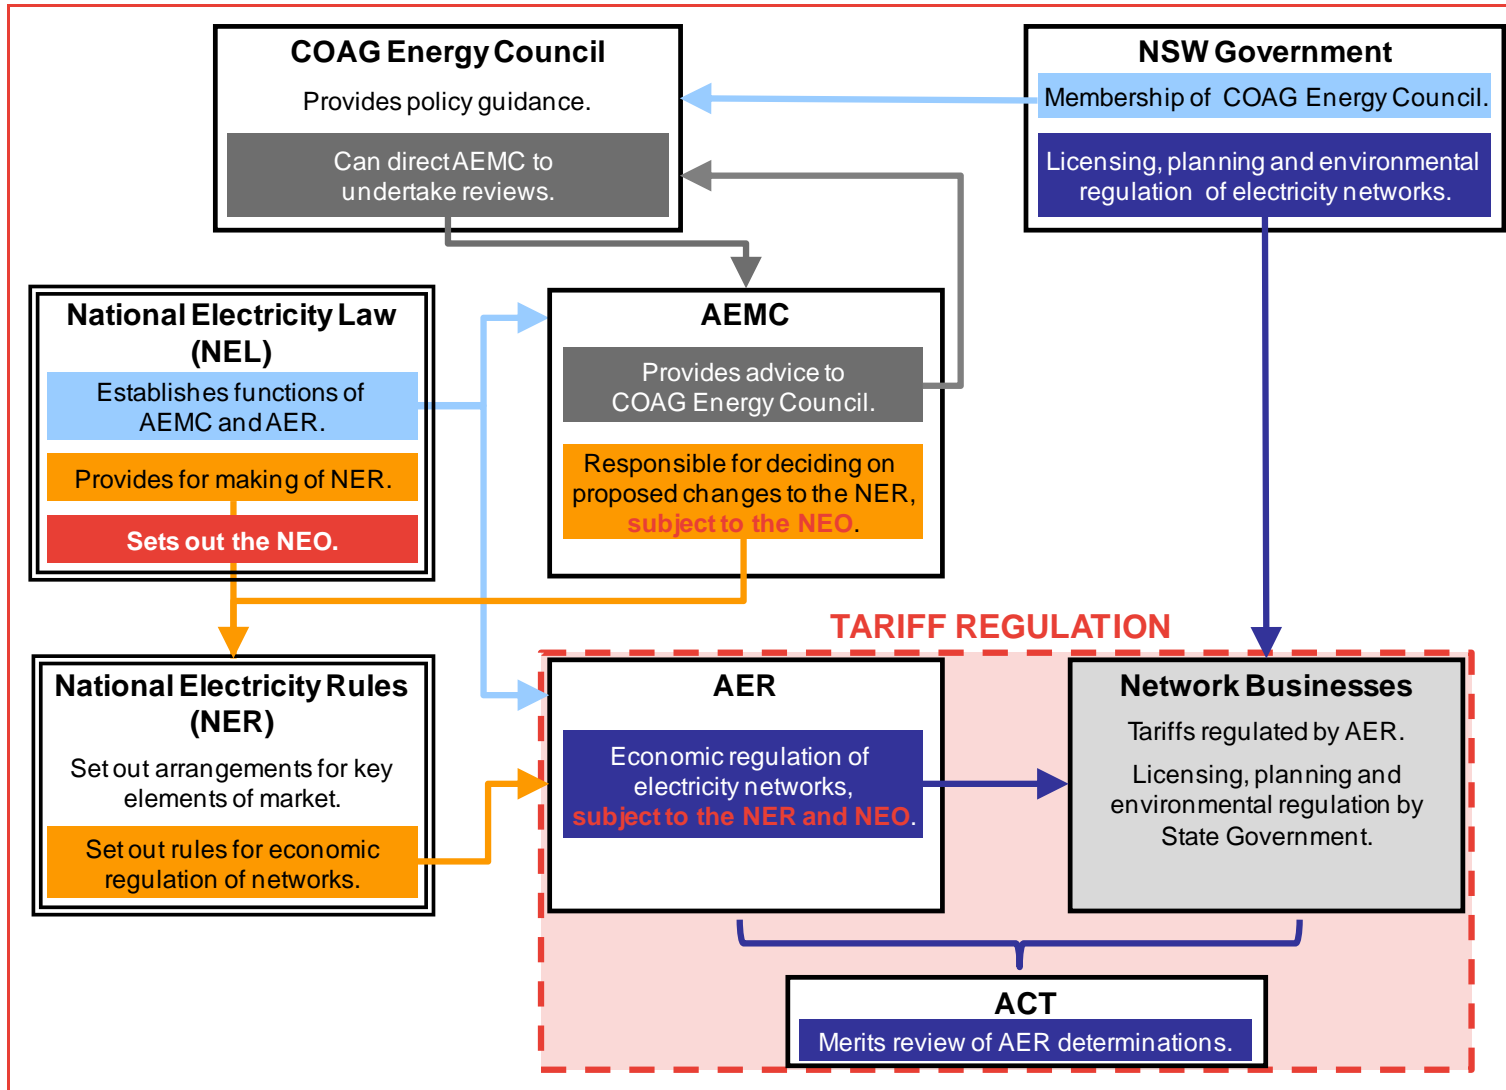 COAG Energy Council
Provides policy guidance.
Can direct AEMC to
undertake reviews.
NSW Government
Membership of COAG Energy Council.
Licensing, planning and environmental
regulation of electricity networks.
National Electricity Law
(NEL)
Establishes functions of
AEMC and AER.
Provides for making of NER.
Sets out the NEO.
AEMC
Provides advice to
COAG Energy Council.
Responsible for deciding on
proposed changes to the NER,
subject to the NEO.
TARIFF REGULATION
National Electricity Rules
(NER)
Set out arrangements for key
elements of market.
Set out rules for economic
regulation of networks.
AER
Economic regulation of
electricity networks,
subject to the NER and NEO.
Network Businesses
Tariffs regulated by AER.
Licensing, planning and
environmental regulation by
State Government.
ACT
Merits review of AER determinations.